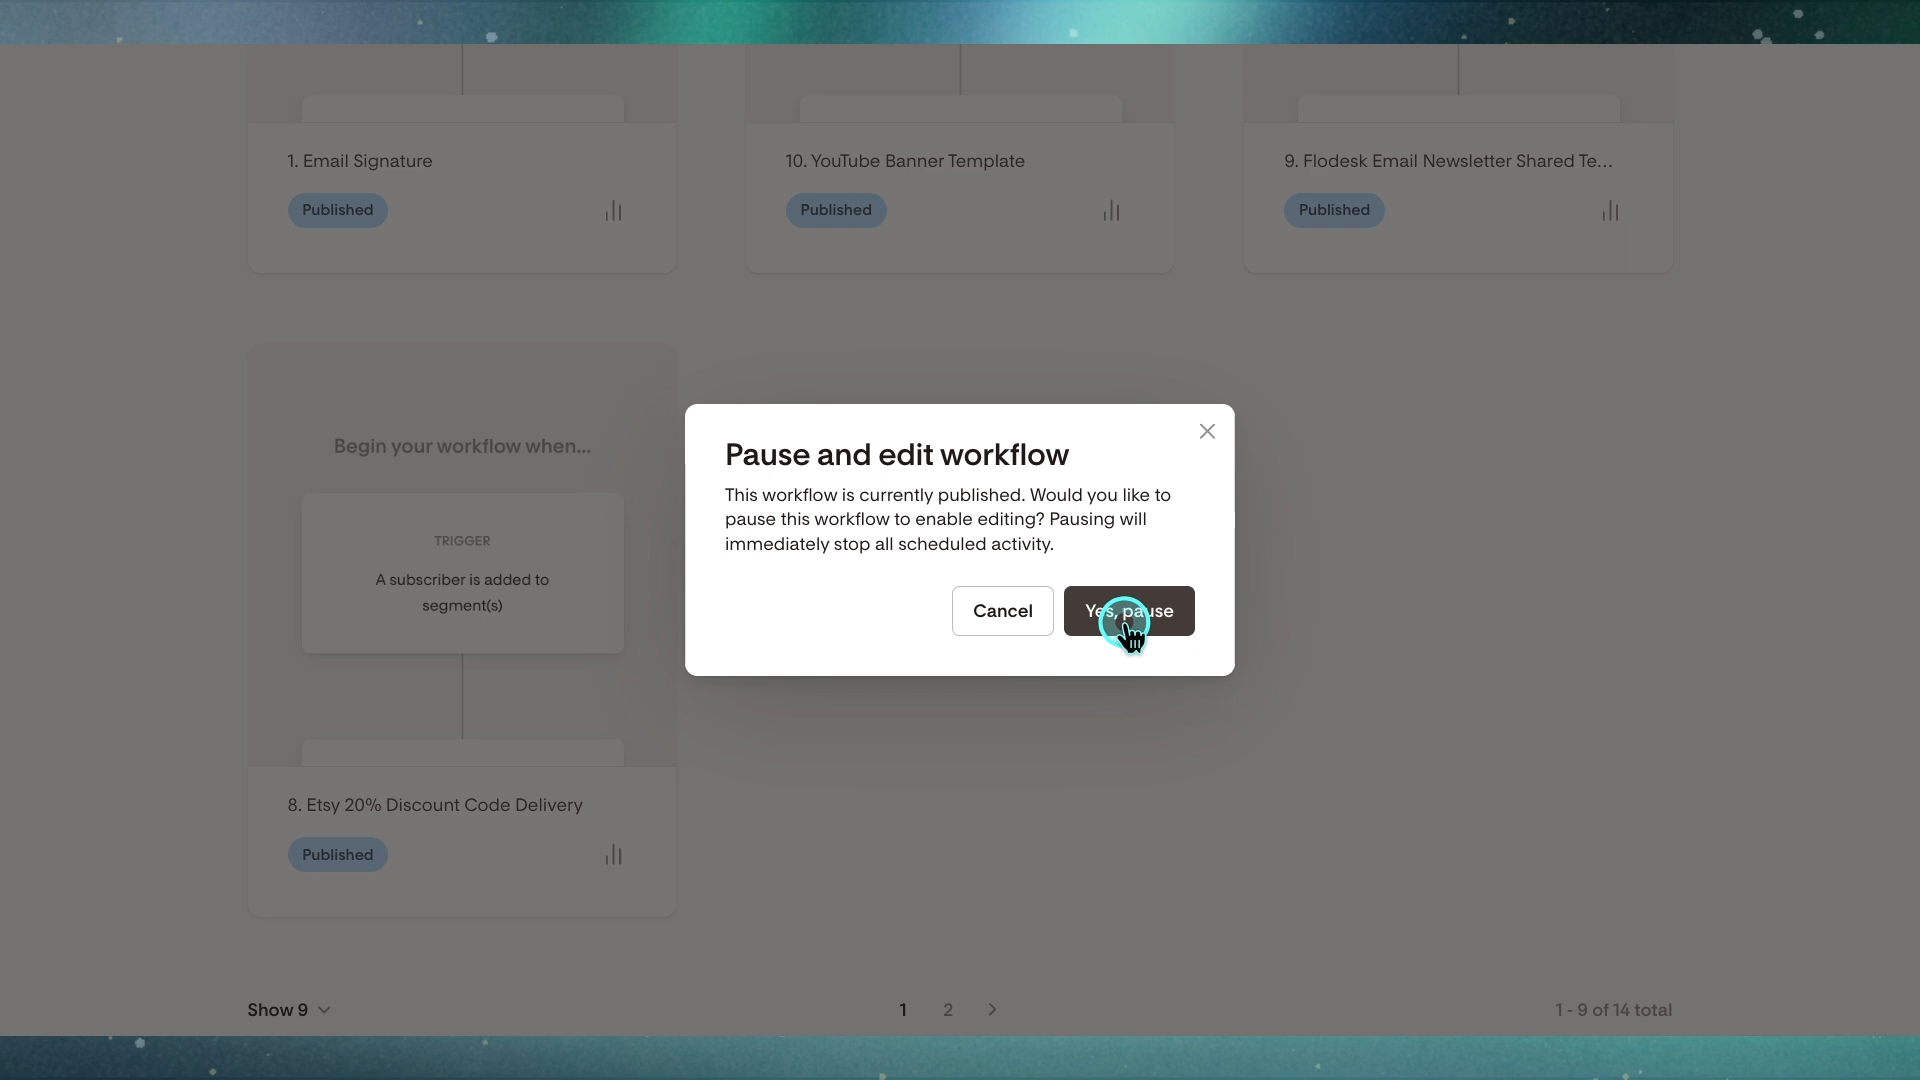 1. Email Signature
10. YouTube Banner Template
9. Flodesk Email Newsletter Shared Te...
Published
Published
Published
Begin your workflow when...
TRIGGER
A subscriber is added to
segment(s)
Pause and edit workflow
This workflow is currently published. Would you like to
pause this workflow to enable editing? Pausing will
immediately stop all scheduled activity.
Cancel
Yes, pause
8. Etsy 20% Discount Code Delivery
Published
Show 9
1
2
1 - 9 of 14 total